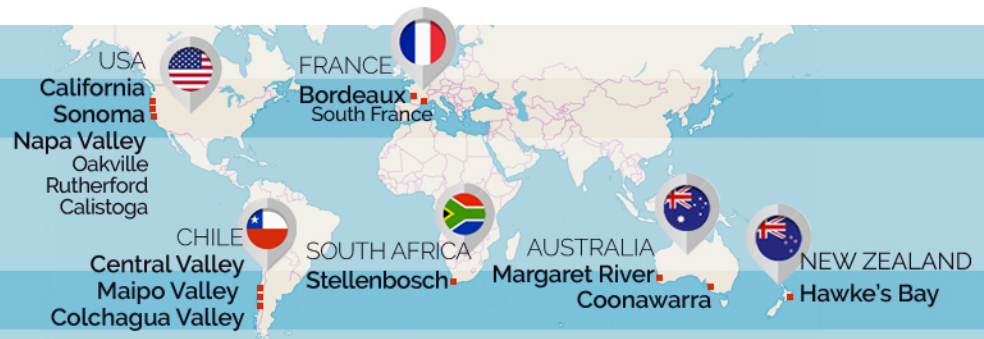 USA
California
Sonoma
Napa Valley
Oakville
Rutherford
Calistoga
FRANCE
Bordeaux
South France
CHILE
Central Valley
Maipo Valley
Colchagua Valley
SOUTH AFRICA
Stellenbosch
AUSTRALIA
Margaret River
Coonawarra
NEW ZEALAND
Hawke's Bay